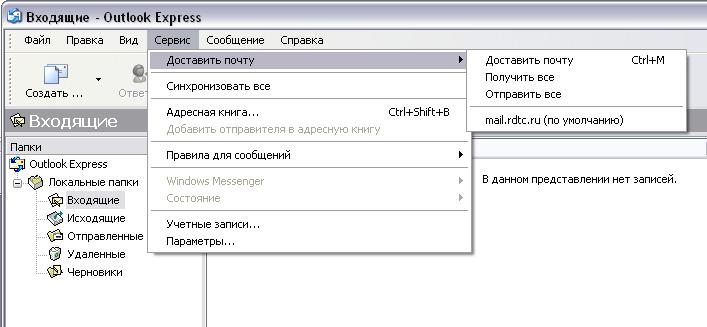 Входящие - Outlook Express
Файл Правка Вид Сервис Сообщение Справка
Создать ...
Отве
Входящие
Папки
Outlook Express
Локальные папки
Входящие
Исходящие
Отправленные
Удаленные
Черновики
Доставить почту
Синхронизовать все
Адресная книга... Ctrl+Shift+B
Добавить отправителя в адресную книгу
Правила для сообщений
Windows Messenger
Состояние
Учетные записи...
Параметры...
Доставить почту Ctrl+M
Получить все
Отправить все
mail.rdtc.ru (по умолчанию)
В данном представлении нет записей.